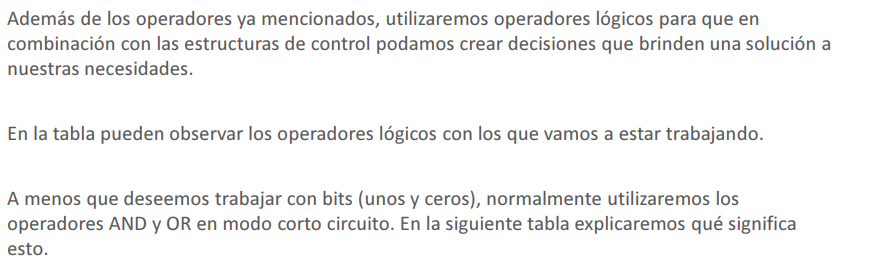 Además de los operadores ya mencionados, utilizaremos operadores lógicos para que en
combinación con las estructuras de control podamos crear decisiones que brinden una solución a
nuestras necesidades.
En la tabla pueden observar los operadores lógicos con los que vamos a estar trabajando.
A menos que deseemos trabajar con bits (unos y ceros), normalmente utilizaremos los
operadores AND y OR en modo corto circuito. En la siguiente tabla explicaremos qué significa
esto.